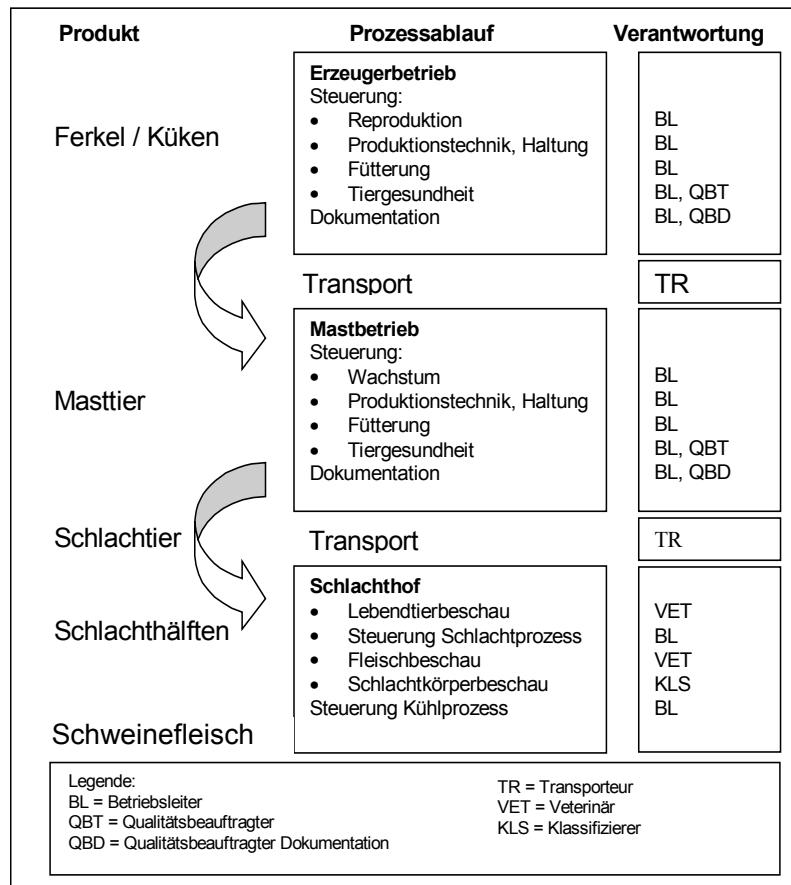 Produkt Prozessablauf Verantwortung
Erzeugerbetrieb
Steuerung:
Ferkel / Küken
• Reproduktion BL
• Produktionstechnik, Haltung BL
• Fütterung BL
• Tiergesundheit BL, QBT
Dokumentation BL, QBD
Transport TR
Mastbetrieb
Steuerung:
Masttier
• Wachstum BL
• Produktionstechnik, Haltung BL
• Fütterung BL
• Tiergesundheit BL, QBT
Dokumentation BL, QBD
Schlachtier Transport TR
Schlachthof
Schlachthälften
• Lebendtierbeschau VET
• Steuerung Schlachtprozess BL
• Fleischbeschau VET
• Schlachtkörperbeschau KLS
Steuerung Kühlprozess BL
Schweinefleisch
Legende:
BL = Betriebsleiter
QBT = Qualitätsbeauftragter
QBD = Qualitätsbeauftragter Dokumentation
TR = Transporteur
VET = Veterinär
KLS = Klassifizierer